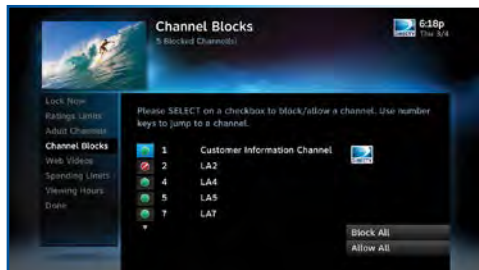 Channel Blocks
5 Blocked Channel(s)
6:18p
Thu 3/4
Lock Now
Ratings Limits
Adult Channels
Channel Blocks
Web Videos
Spending Limits
Viewing Hours
Done
Please SELECT on a checkbox to block/allow a channel. Use number
keys to jump to a channel.
1 Customer Information Channel
2 LA2
4 LA4
5 LA5
7 LA7
Block All
Allow All